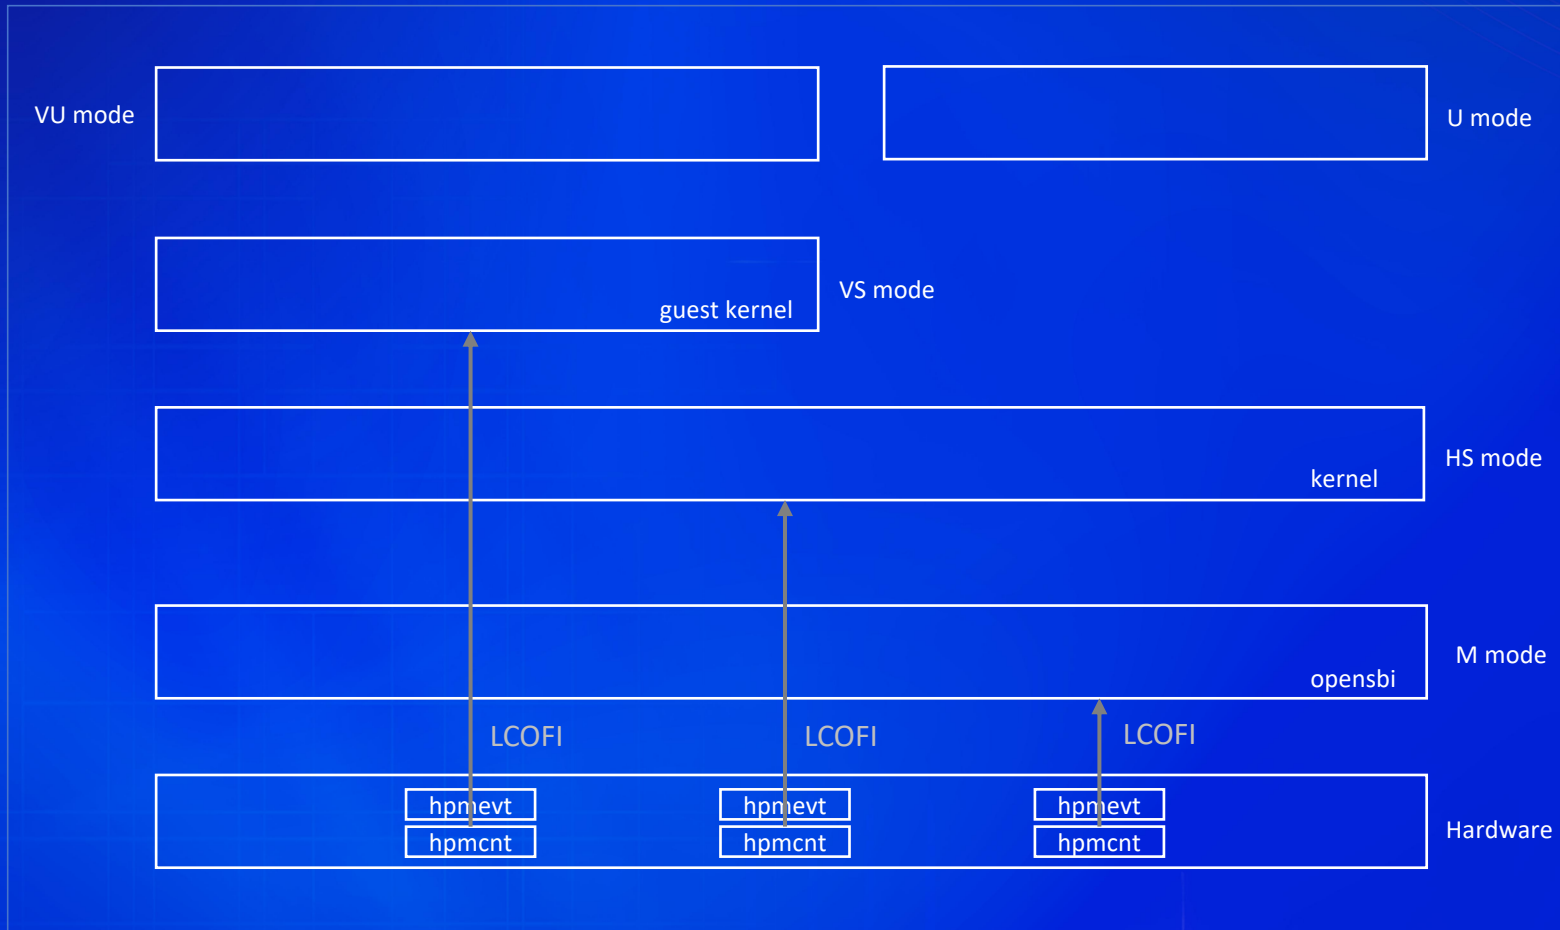 VU mode
U mode
guest kernel
VS mode
kernel
HS mode
opensbi
M mode
LCOFI
LCOFI
LCOFI
hpmevt
hpmcnt
hpmevt
hpmcnt
hpmevt
hpmcnt
Hardware